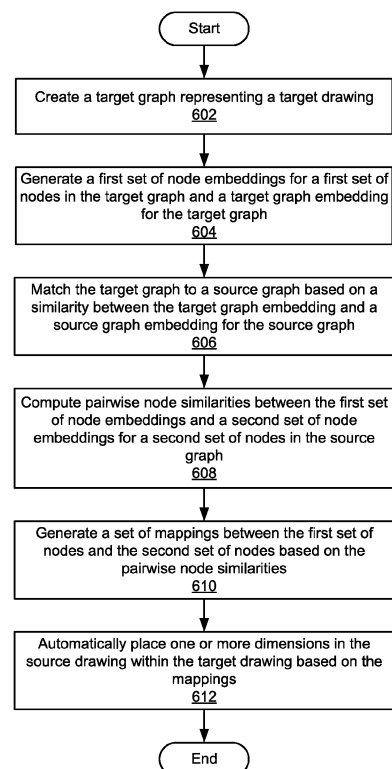 Start
Create a target graph representing a target drawing
602
Generate a first set of node embeddings for a first set of
nodes in the target graph and a target graph embedding
for the target graph
604
Match the target graph to a source graph based on a
similarity between the target graph embedding and a
source graph embedding for the source graph
606
Compute pairwise node similarities between the first set
of node embeddings and a second set of node
embeddings for a second set of nodes in the source
graph
608
Generate a set of mappings between the first set of
nodes and the second set of nodes based on the
pairwise node similarities
610
Automatically place one or more dimensions in the
source drawing within the target drawing based on the
mappings
612
End